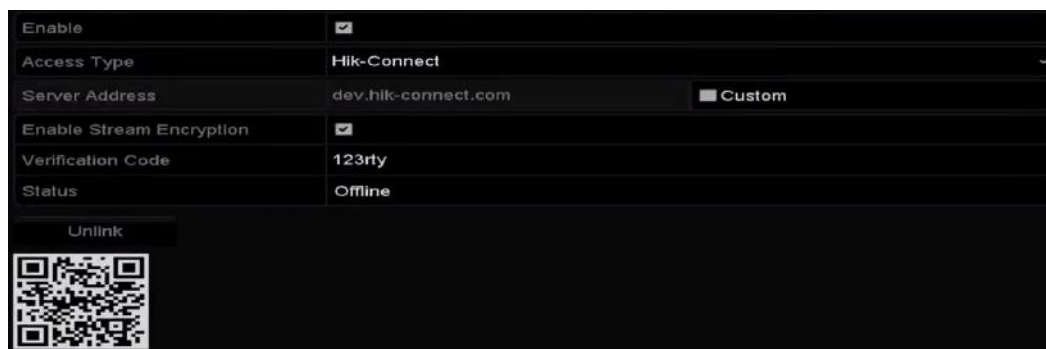 Enable
Access Type Hik-Connect
Server Address dev.hik-connect.com Custom
Enable Stream Encryption
Verification Code 123rty
Status Offline
Unlink